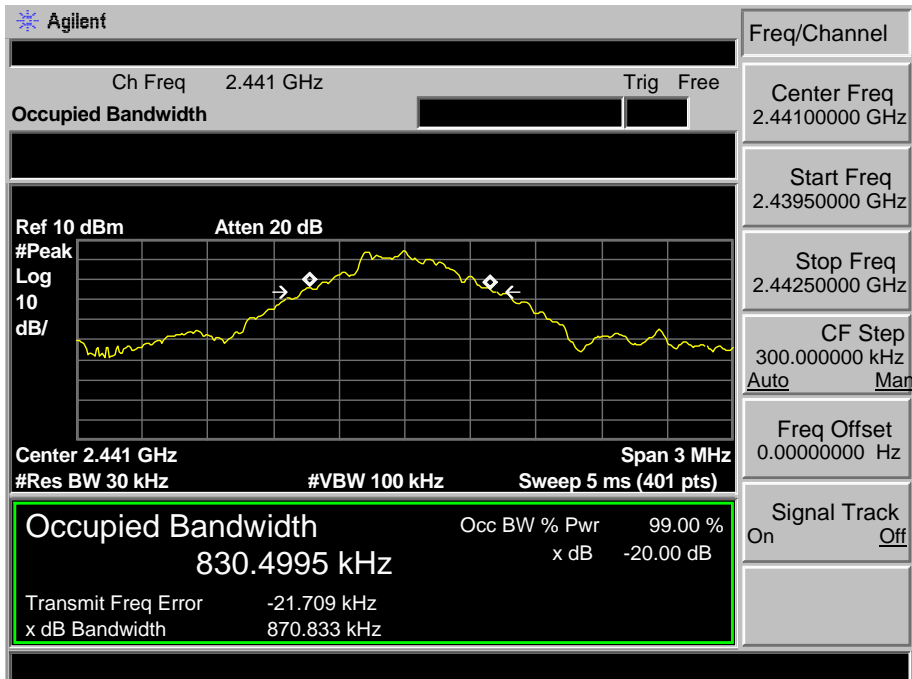 Agilent
Freq/Channel
Ch Freq 2.441 GHz Trig Free
Occupied Bandwidth
Center Freq
2.44100000 GHz
Start Freq
2.43950000 GHz
Stop Freq
2.44250000 GHz
CF Step
300.000000 kHz
Auto Man
Freq Offset
0.00000000 Hz
Signal Track
On Off
Ref 10 dBm Atten 20 dB
#Peak
Log
10
dB/
Center 2.441 GHz Span 3 MHz
#Res BW 30 kHz #VBW 100 kHz Sweep 5 ms (401 pts)
Occupied Bandwidth Occ BW % Pwr 99.00 %
830.4995 kHz x dB -20.00 dB
Transmit Freq Error -21.709 kHz
x dB Bandwidth 870.833 kHz